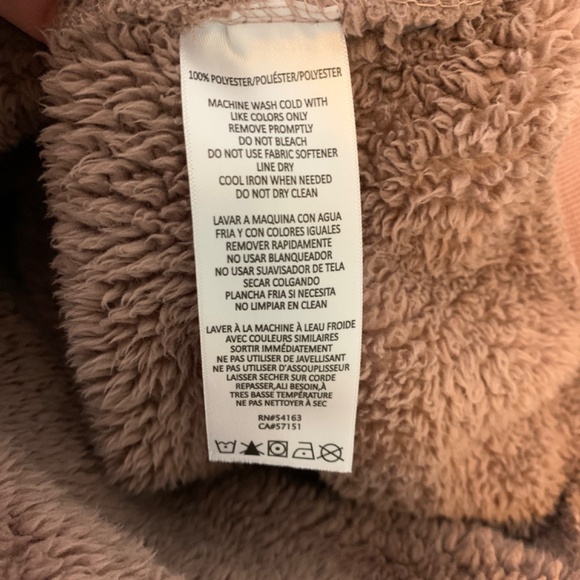 100% POLYESTER/POLIÉSTER/POLYESTER
MACHINE WASH COLD WITH
LIKE COLORS ONLY
REMOVE PROMPTLY
DO NOT BLEACH
DO NOT USE FABRIC SOFTENER
LINE DRY
COOL IRON WHEN NEEDED
DO NOT DRY CLEAN
LAVAR A MAQUINA CON AGUA
FRIA Y CON COLORES IGUALES
REMOVER RAPIDAMENTE
NO USAR BLANQUEADOR
NO USAR SUAVISADOR DE TELA
SECAR COLGANDO
PLANCHA FRIA SI NECESITA
NO LIMPIAR EN CLEAN
LAVER À LA MACHINE À LEAU FROIDE
AVEC COULEURS SIMILAIRES
SORTIR IMMÉDIATEMENT
NE PAS UTILISER DE JAVELLISANT
NE PAS UTILISER D'ASSOUPLISSEUR
LAISSER SECHER SUR CORDE
REPASSER,ALI BESOIN,À
TRES BASSE TEMPÉRATURE
NE PAS NETTOYER À SEC
RN#54163
CA#57151